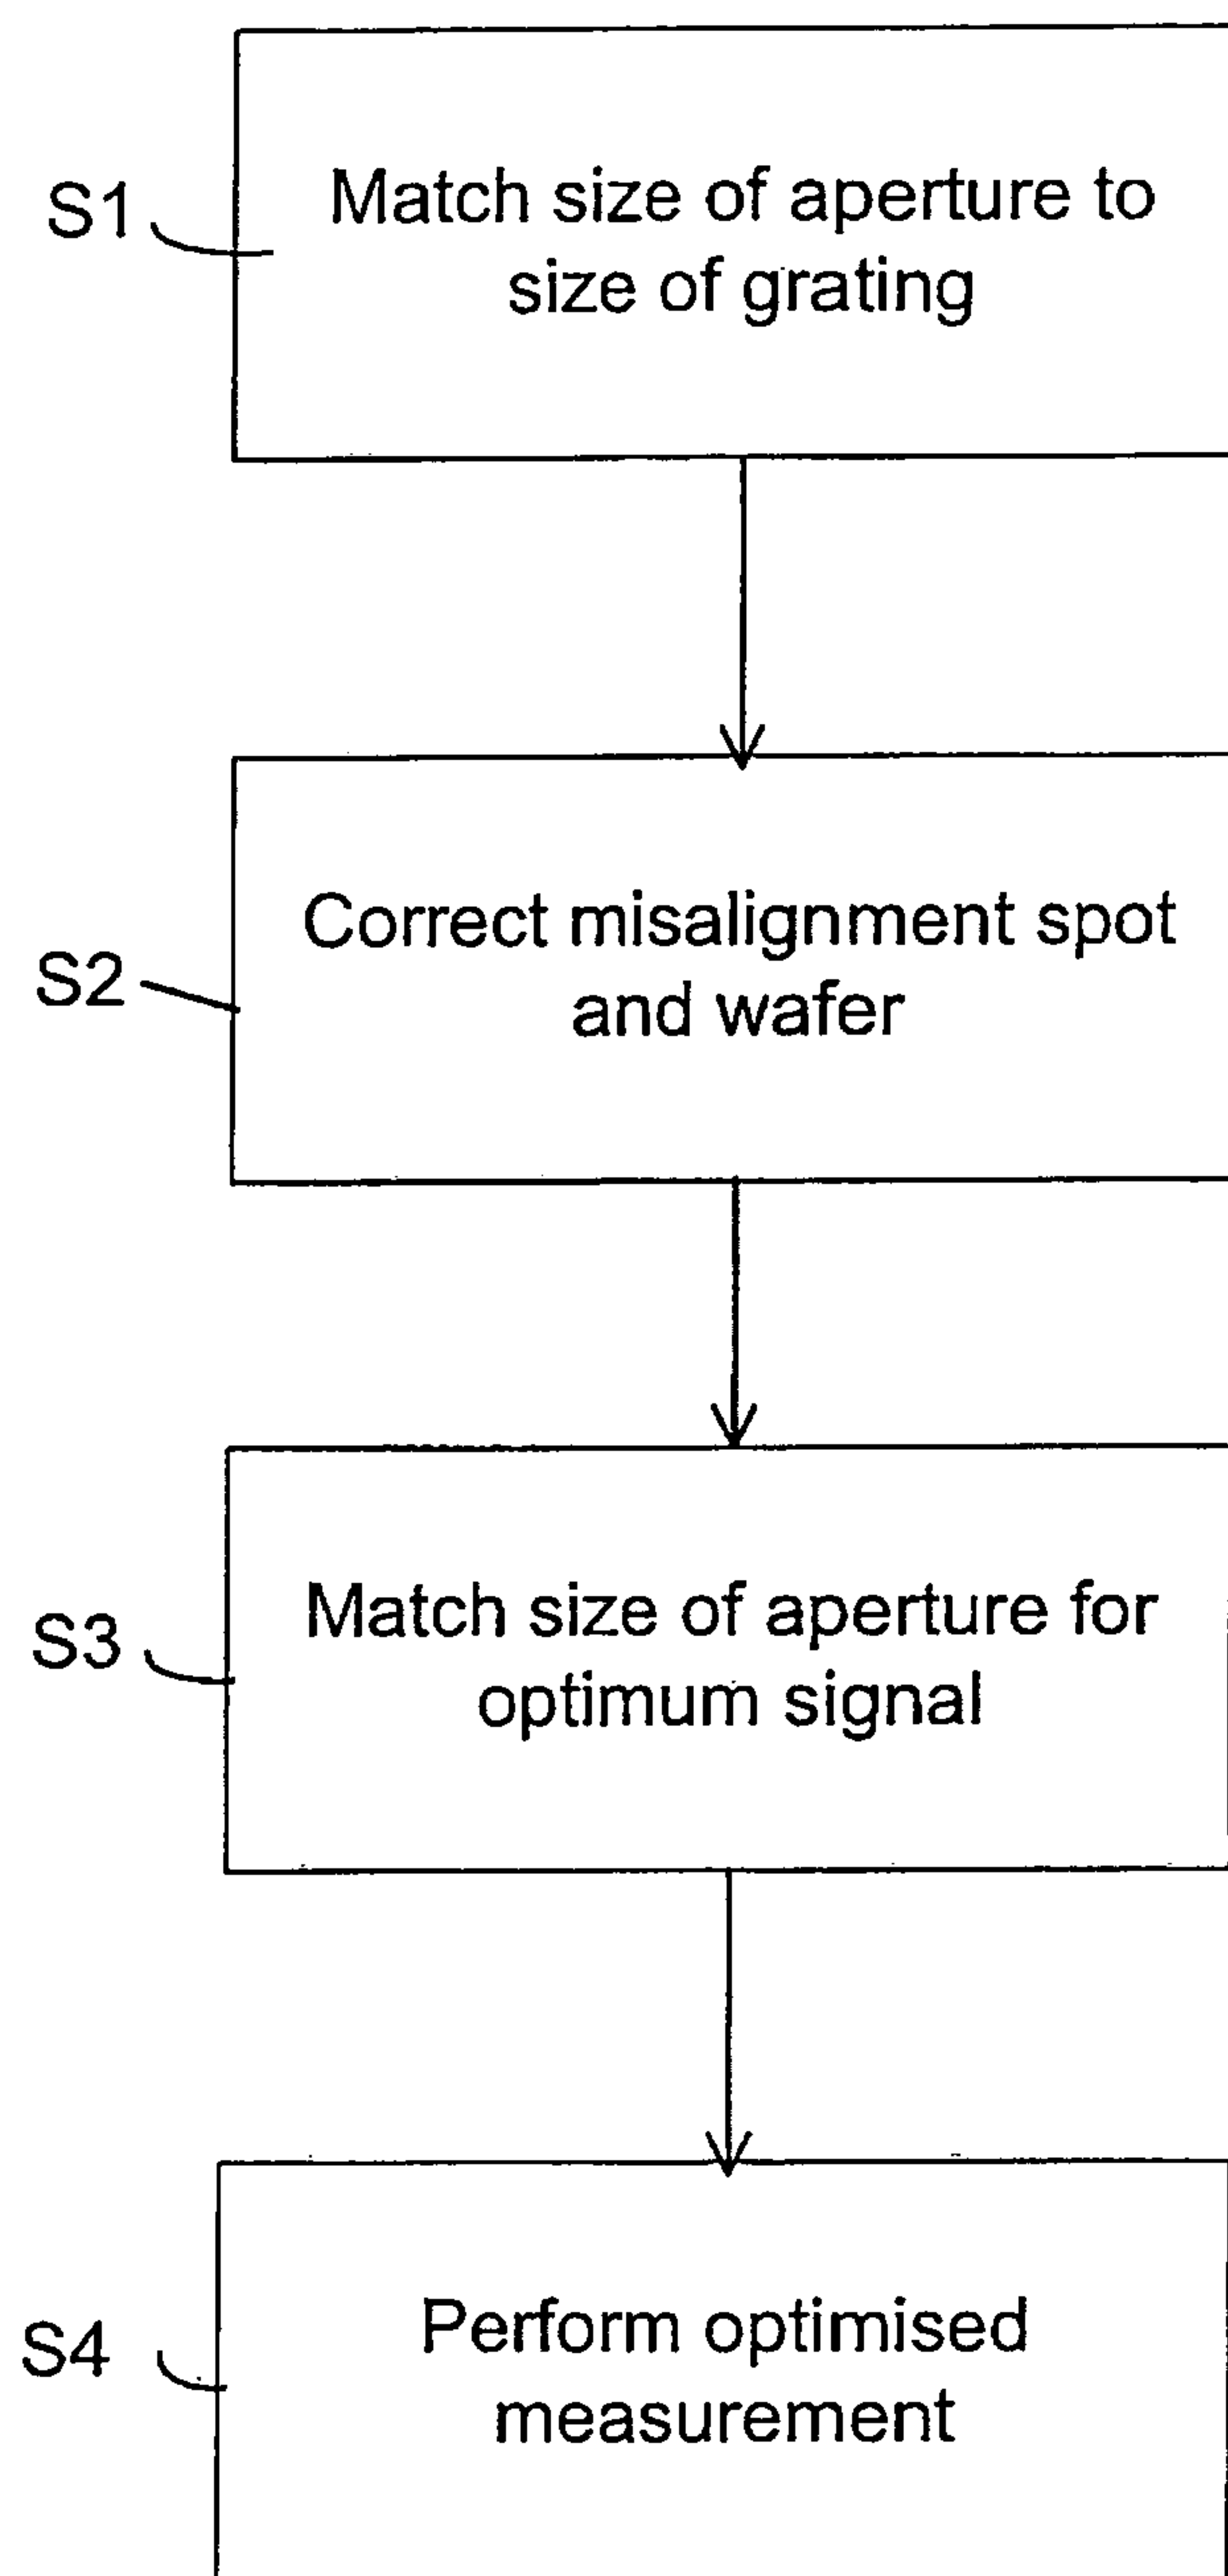 S1
Match size of aperture to
size of grating
S2
Correct misalignment spot
and wafer
S3
Match size of aperture for
optimum signal
S4
Perform optimised
measurement